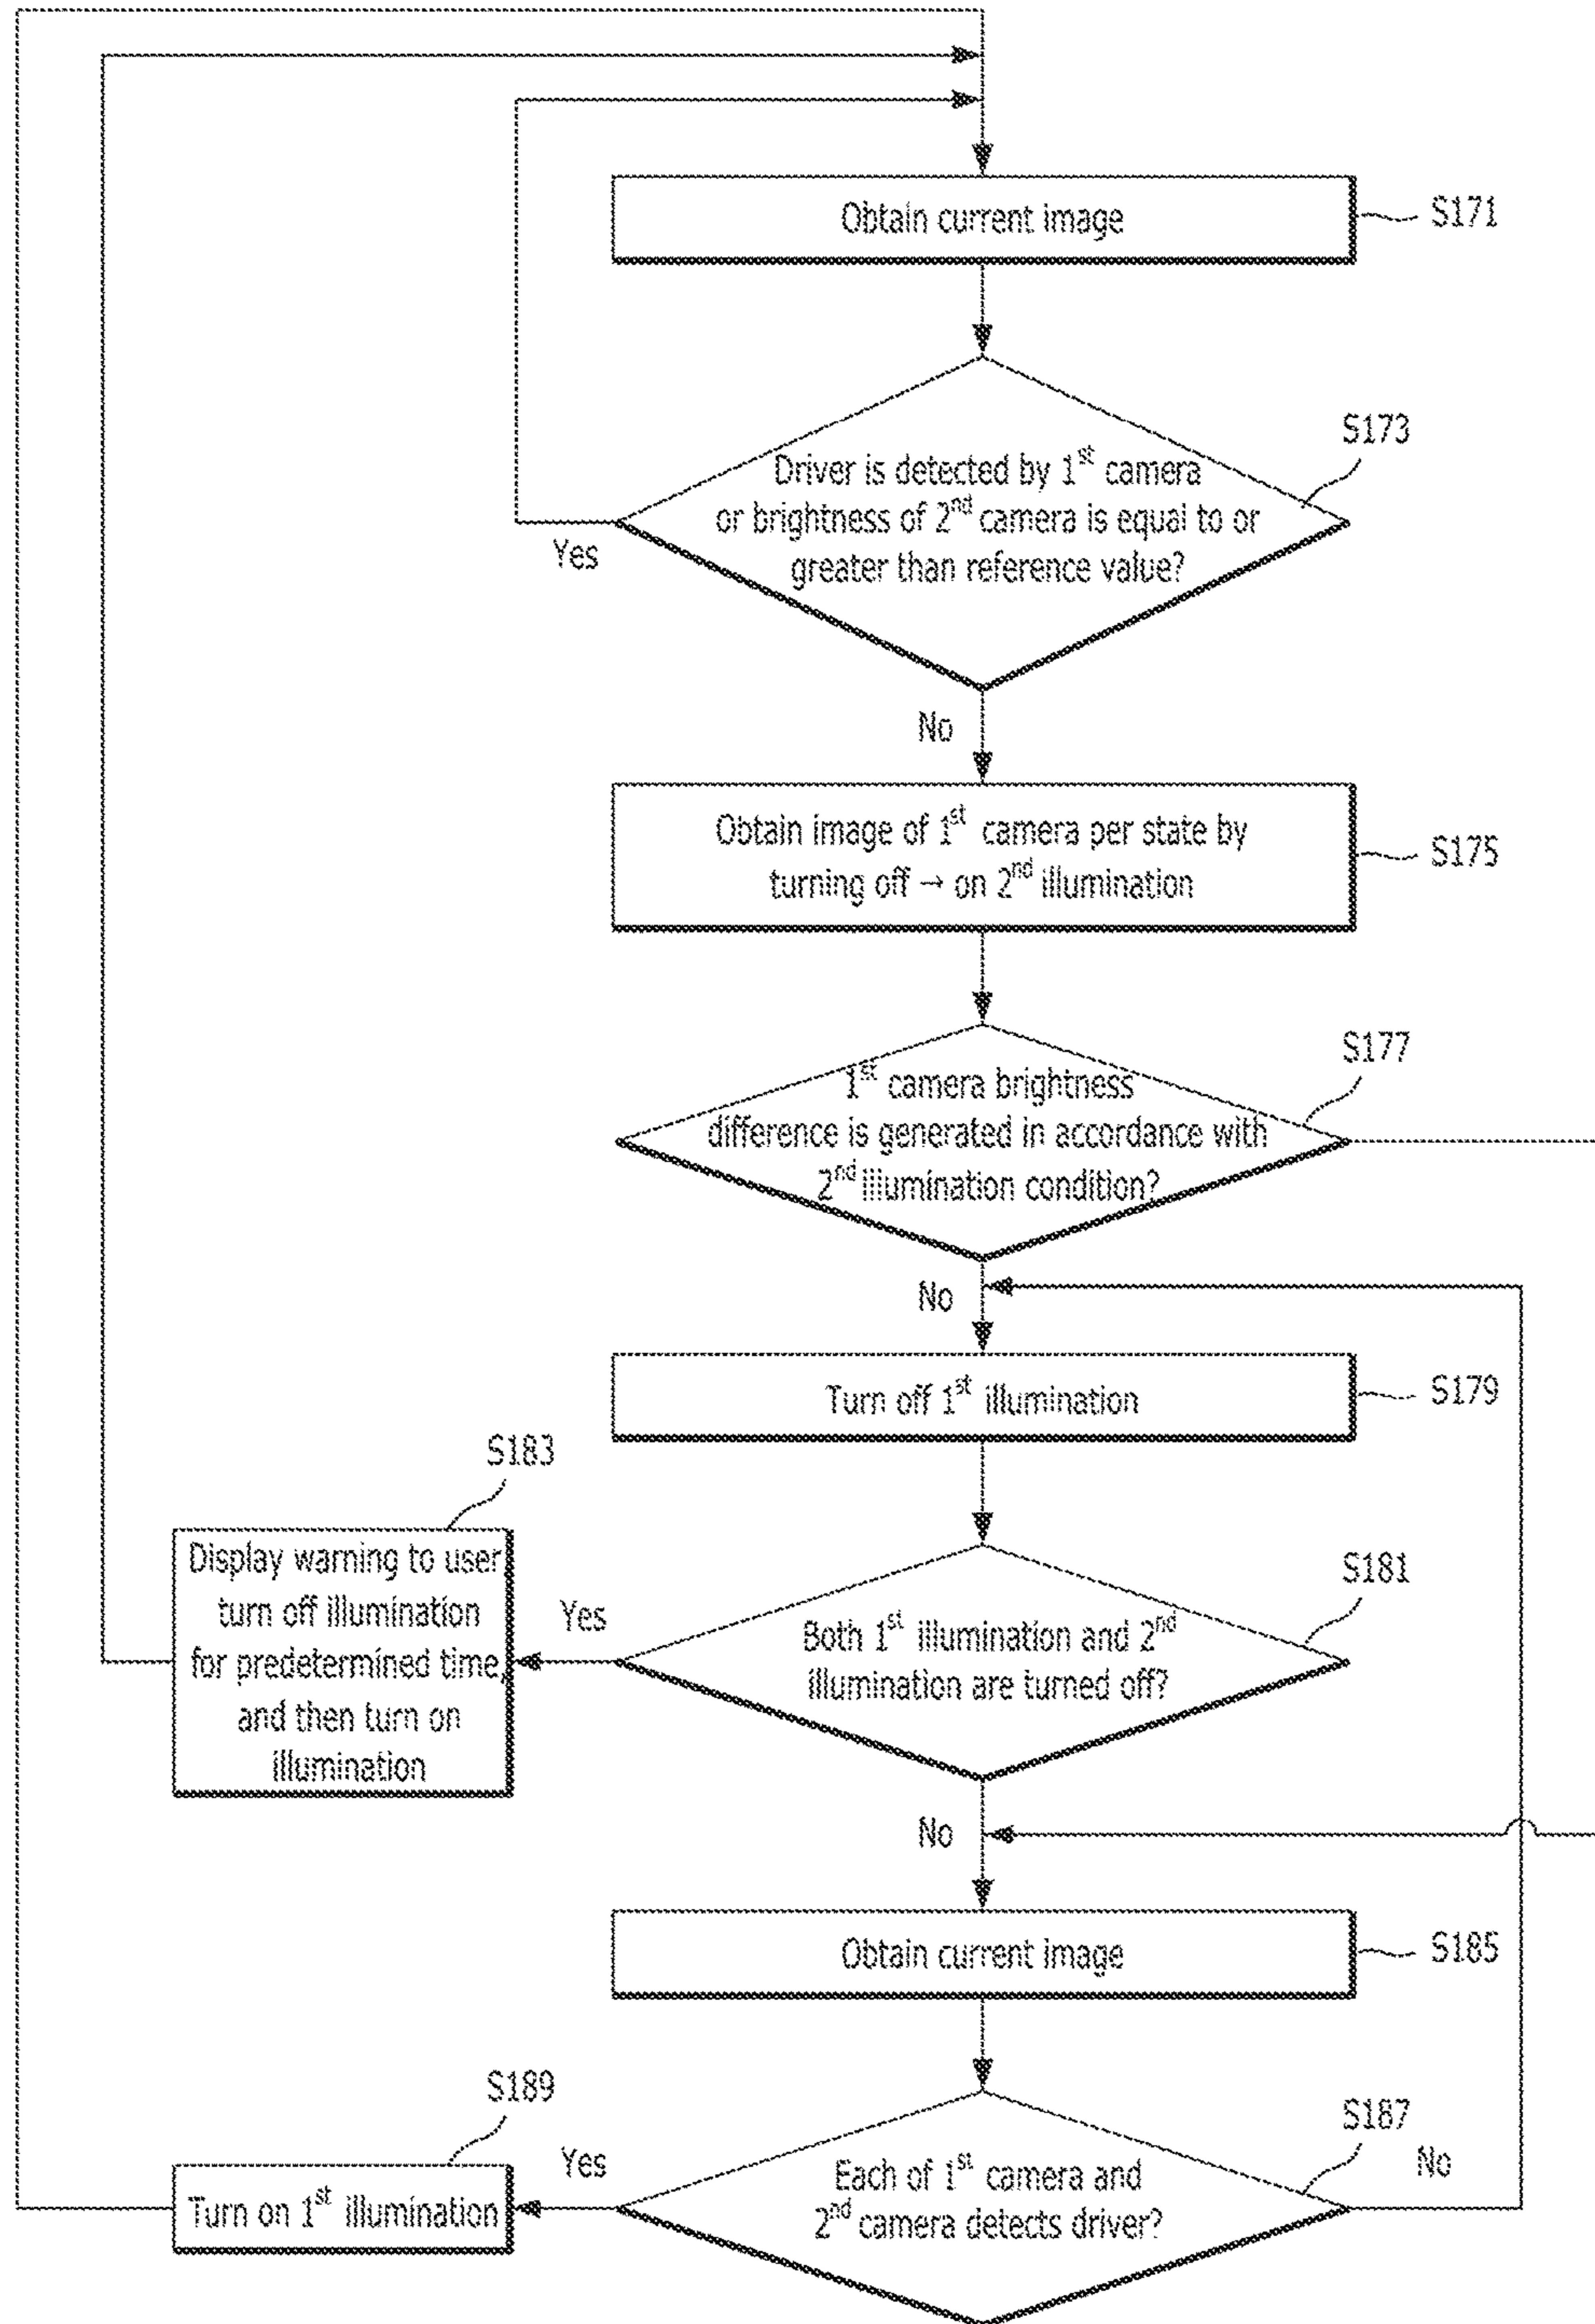 Obtain current image
S171
S173
Driver is detected by 1st camera
or brightness of 2nd camera is equal to or
greater than reference value?
Yes
No
Obtain image of 1st camera per state by
turning off → on 2nd illumination
S175
S177
1st camera brightness
difference is generated in accordance with
2nd illumination condition?
No
Turn off 1st illumination
S179
S183
Display warning to user,
turn off illumination
for predetermined time,
and then turn on
illumination
Yes
S181
Both 1st illumination and 2nd
illumination are turned off?
No
Obtain current image
S185
S189
Turn on 1st illumination
Yes
S187
Each of 1st camera and
2nd camera detects driver?
No